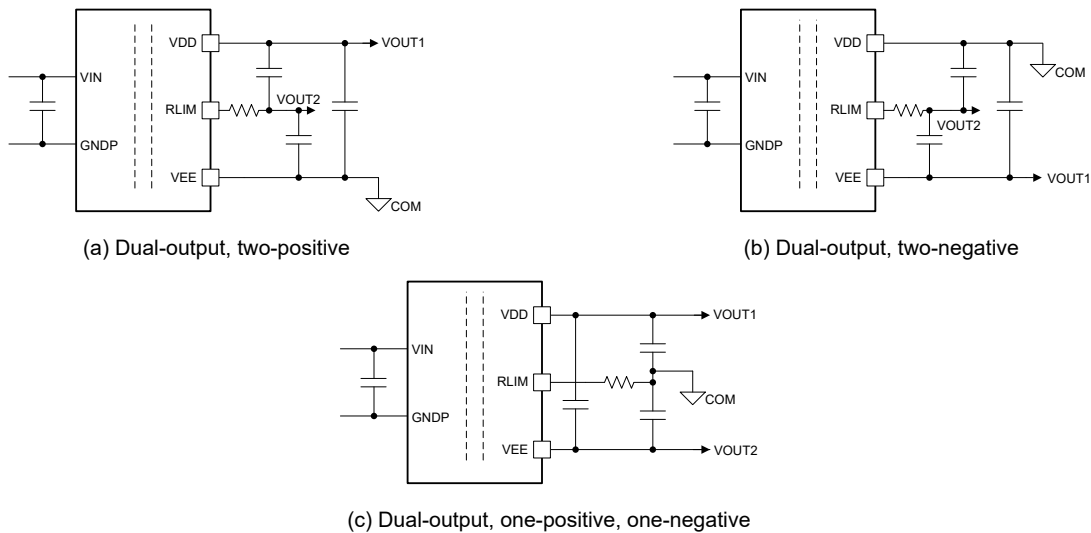 VDD
VOUT1
VIN
RLIM
VOUT2
GNDP
VEE
COM
(a) Dual-output, two-positive
VDD
COM
VIN
RLIM
VOUT2
GNDP
VEE
VOUT1
(b) Dual-output, two-negative
VDD
VOUT1
VIN
RLIM
COM
GNDP
VEE
VOUT2
(c) Dual-output, one-positive, one-negative